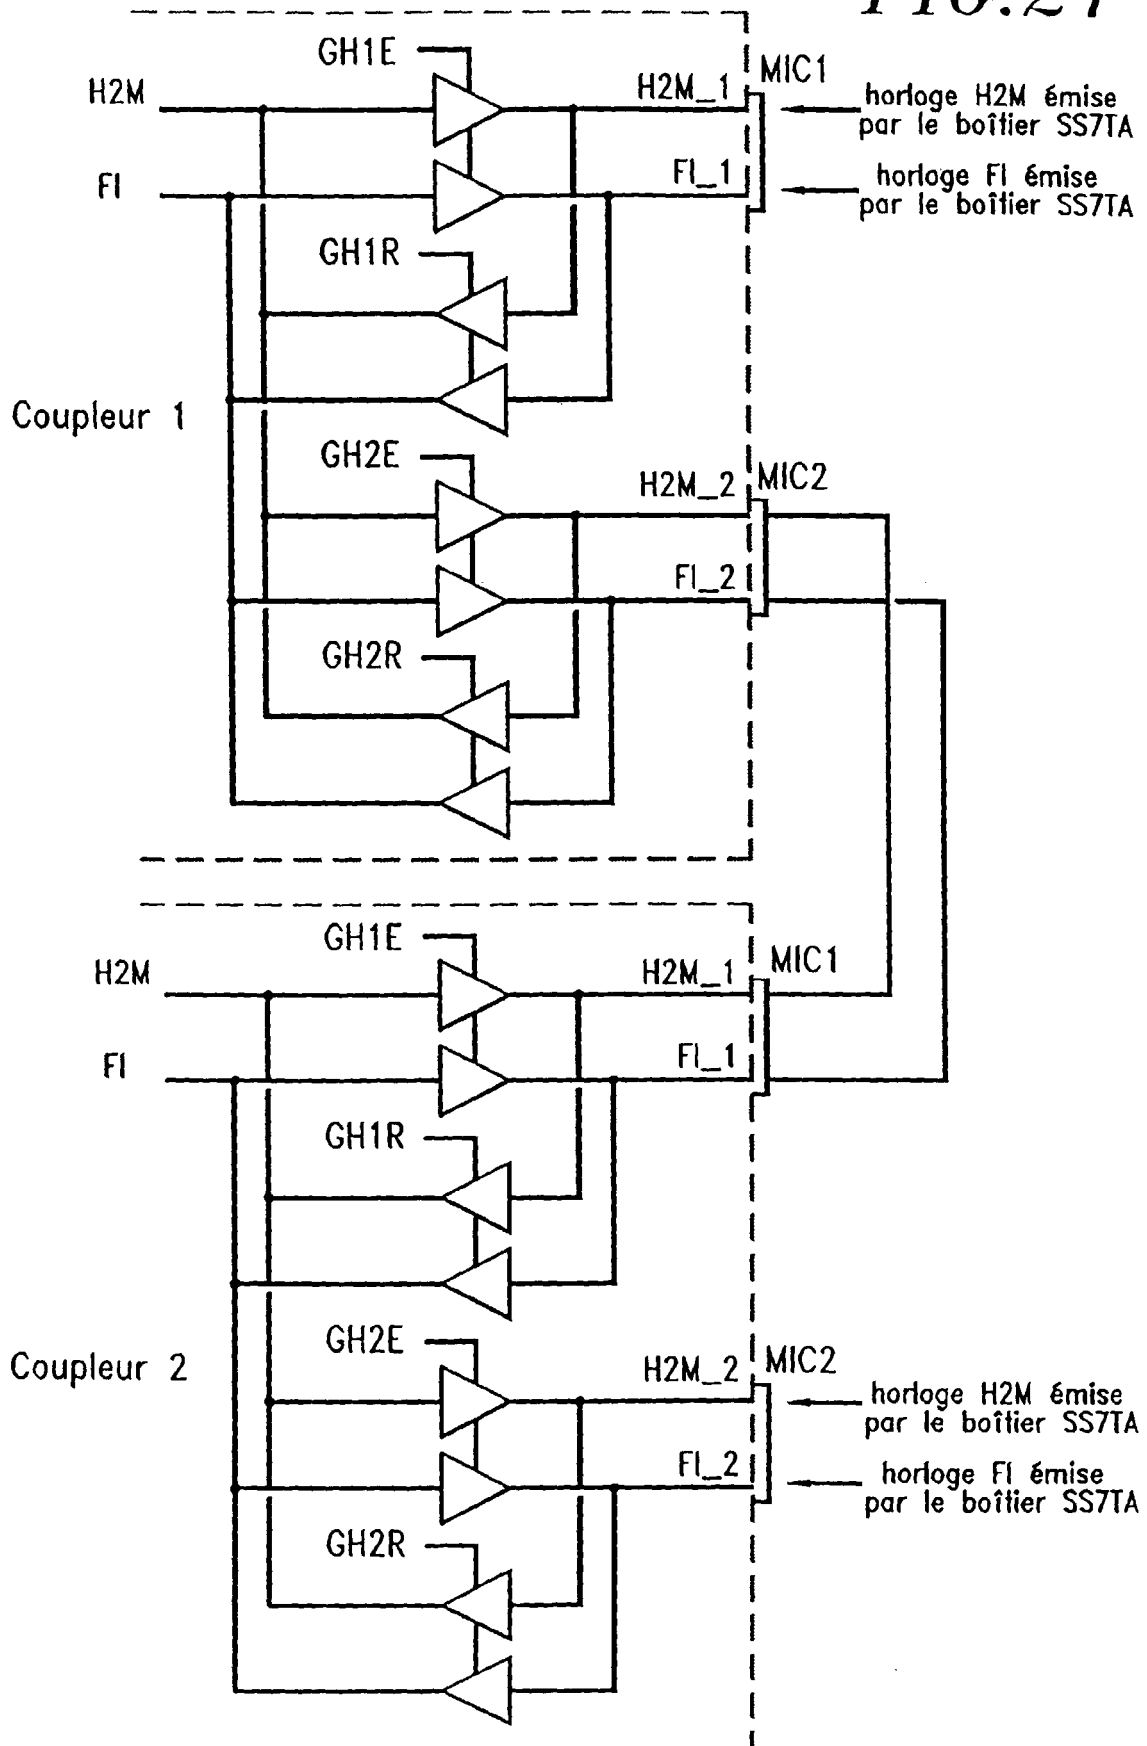 FIG.27
GH1E
H2M
H2M_1
MIC1
horloge H2M émise
par le boîtier SS7TA
FI
FI_1
horloge FI émise
par le boîtier SS7TA
GH1R
Coupleur 1
GH2E
H2M_2
MIC2
FI_2
GH2R
GH1E
H2M
H2M_1
MIC1
FI
FI_1
GH1R
Coupleur 2
GH2E
H2M_2
MIC2
horloge H2M émise
par le boîtier SS7TA
FI_2
horloge FI émise
par le boîtier SS7TA
GH2R